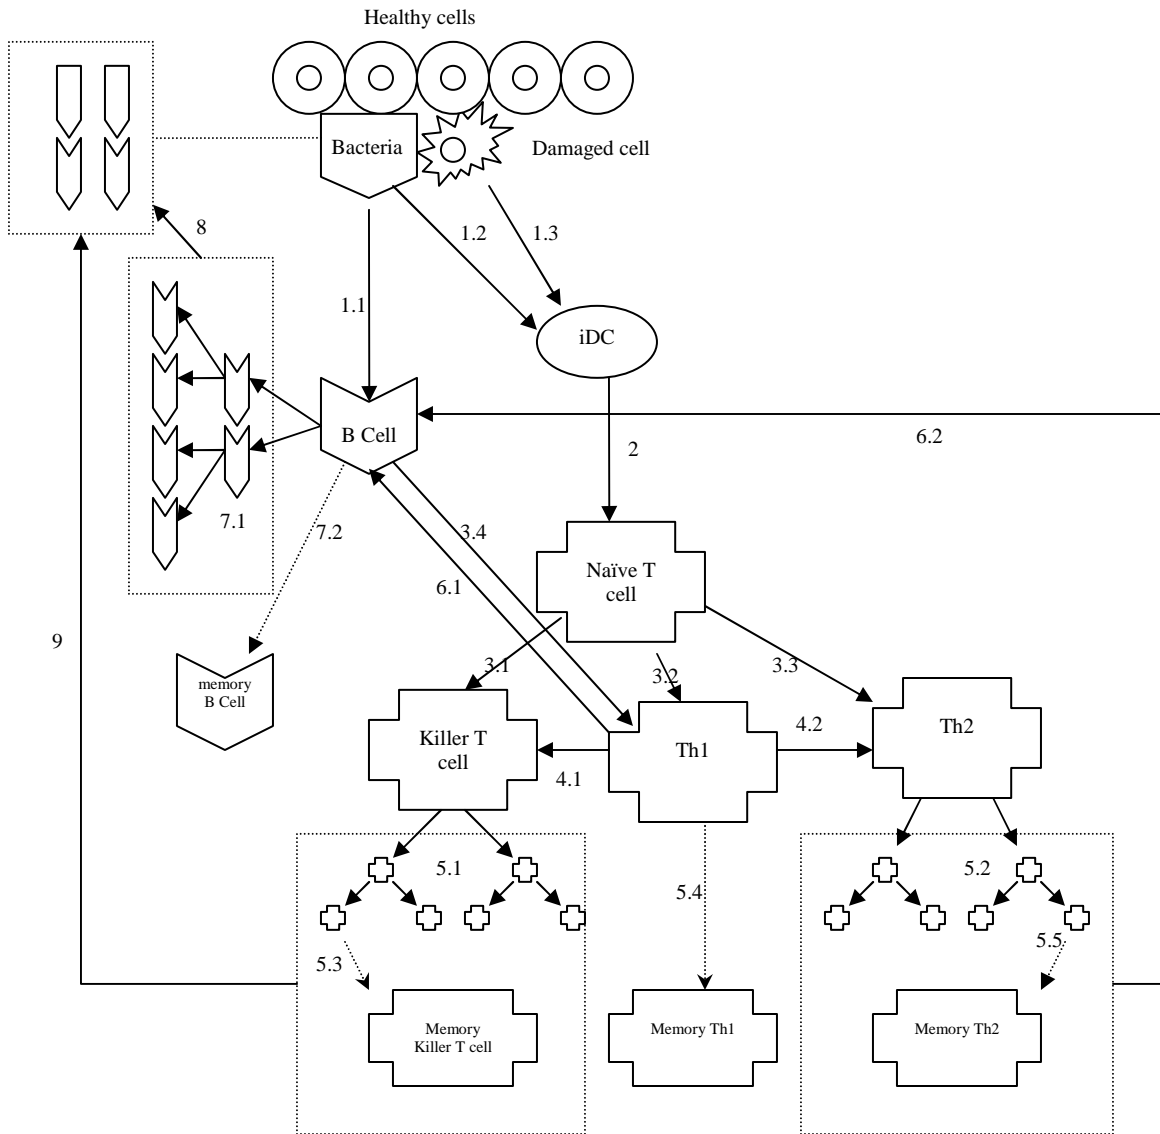 Healthy cells
Bacteria
Damaged cell
8
1.2
1.3
1.1
iDC
B Cell
6.2
2
7.1
7.2
3.4
Naïve T
cell
6.1
9
3.1
3.2
3.3
memory
B Cell
Killer T
cell
4.1
Th1
4.2
Th2
5.1
5.2
5.4
5.3
5.5
Memory
Killer T cell
Memory Th1
Memory Th2